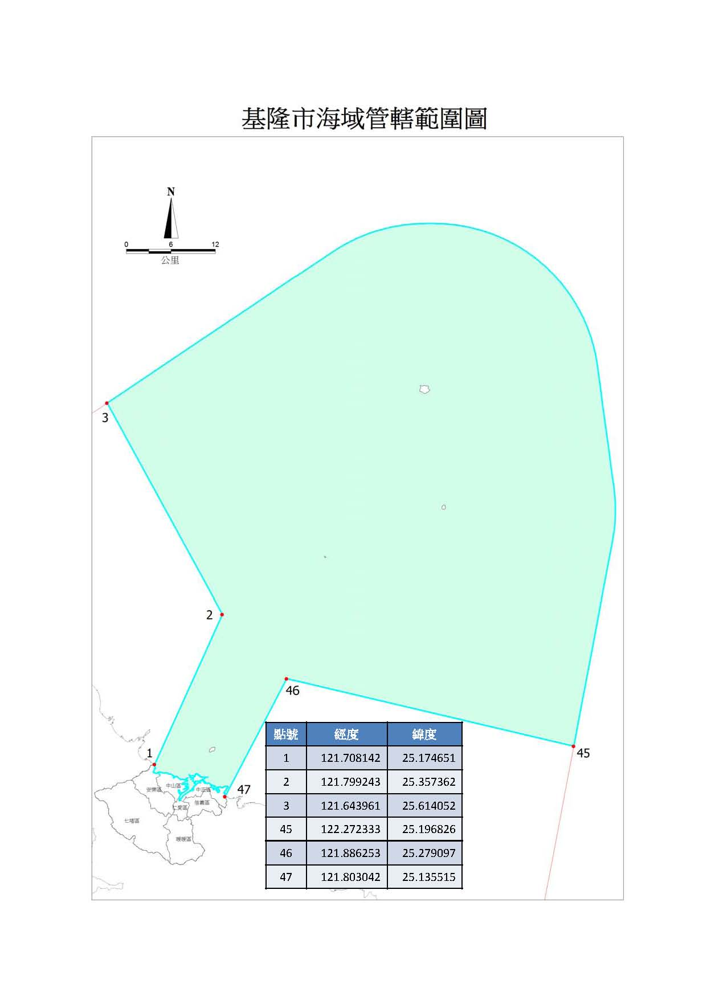 基隆市海域管轄範圍圖
N
0 6 12
公里
3
2
46
45
1
47
安樂區 中山區 中正區
仁愛區 信義區
七堵區
暖暖區
點號 經度 緯度
1 121.708142 25.174651
2 121.799243 25.357362
3 121.643961 25.614052
45 122.272333 25.196826
46 121.886253 25.279097
47 121.803042 25.135515